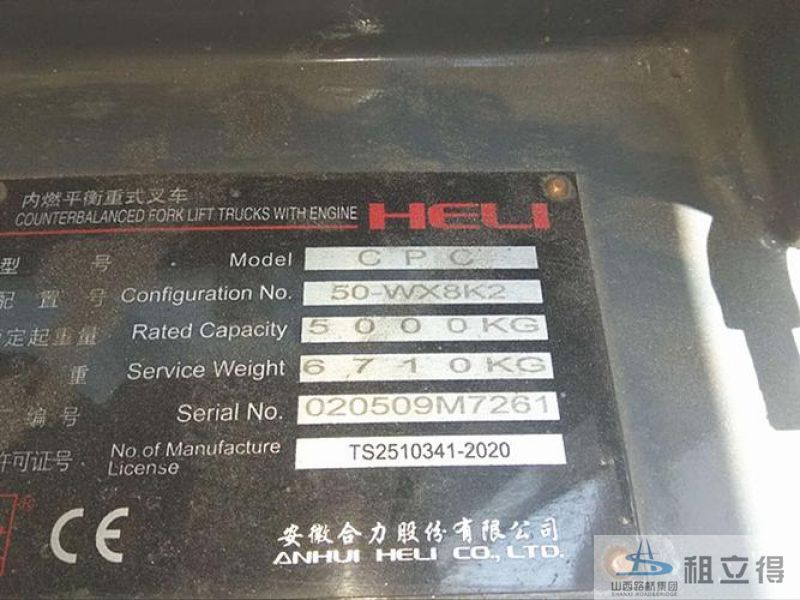 内燃平衡重式叉车
COUNTERBALANCED FORK LIFT TRUCKS WITH ENGINE HELI
型 号 Model CPC
配置号 Configuration No. 50-WX8K2
定起重量 Rated Capacity 5000KG
重 Service Weight 6710KG
编号 Serial No. 020509M7261
许可证号 No. of Manufacture License TS2510341-2020
®
CE
安徽合力股份有限公司
ANHUI HELI CO., LTD.
山西路桥集团
SHANXI ROAD&BRIDGE
租立得